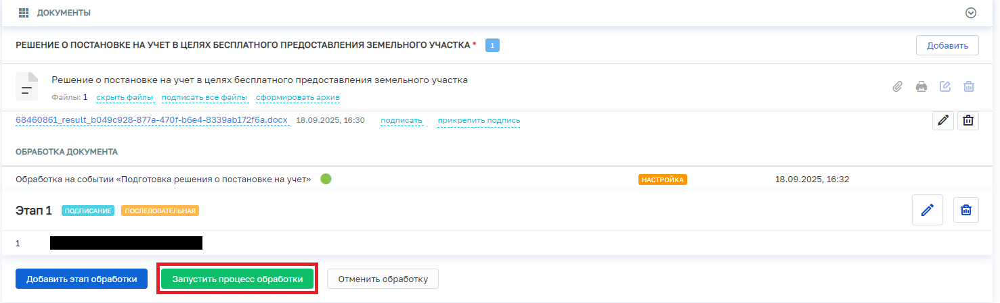 ДОКУМЕНТЫ
РЕШЕНИЕ О ПОСТАНОВКЕ НА УЧЕТ В ЦЕЛЯХ БЕСПЛАТНОГО ПРЕДОСТАВЛЕНИЯ ЗЕМЕЛЬНОГО УЧАСТКА * 1 Добавить
Решение о постановке на учет в целях бесплатного предоставления земельного участка
Файлы: 1 скрыть файлы подписать все файлы сформировать архив
68460861_result_b049c928-877a-470f-b6e4-8339ab172f6a.docx 18.09.2025, 16:30 подписать прикрепить подпись
ОБРАБОТКА ДОКУМЕНТА
Обработка на событии «Подготовка решения о постановке на учет» НАСТРОЙКА 18.09.2025, 16:32
Этап 1 ПОДПИСАНИЕ ПОСЛЕДОВАТЕЛЬНАЯ
1
Добавить этап обработки Запустить процесс обработки Отменить обработку